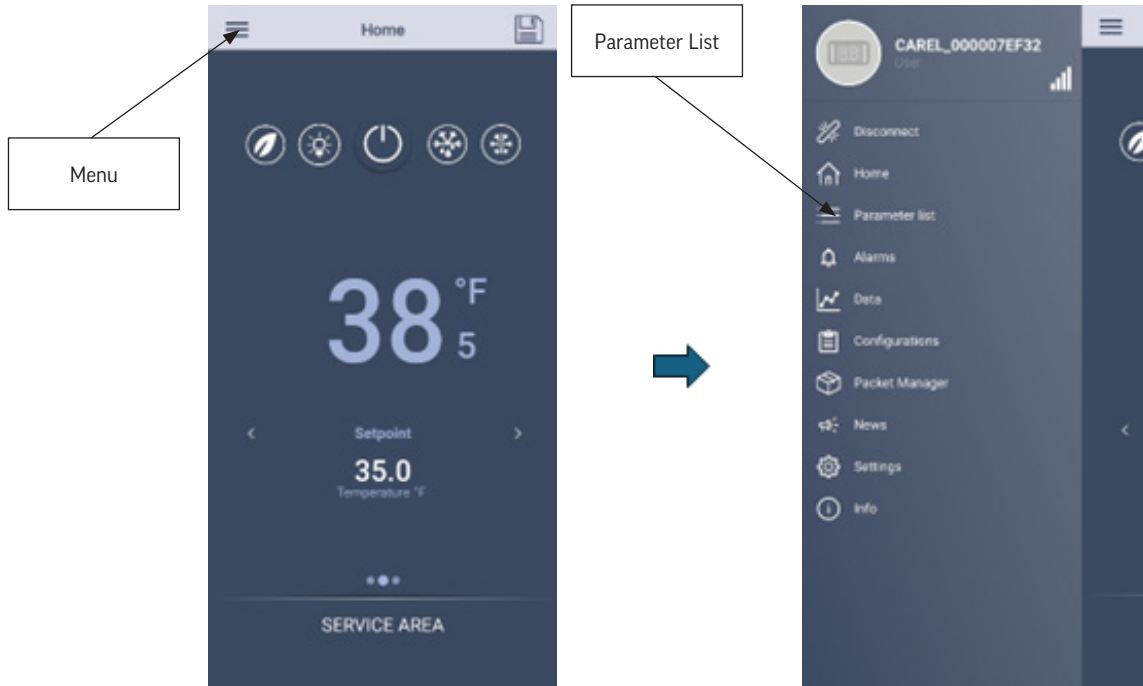 Home
Menu
38 °F
5
Setpoint
35.0
Temperature °F
SERVICE AREA
Parameter List
CAREL_000007EF32
User
Disconnect
Home
Parameter list
Alarms
Data
Configurations
Packet Manager
News
Settings
Info